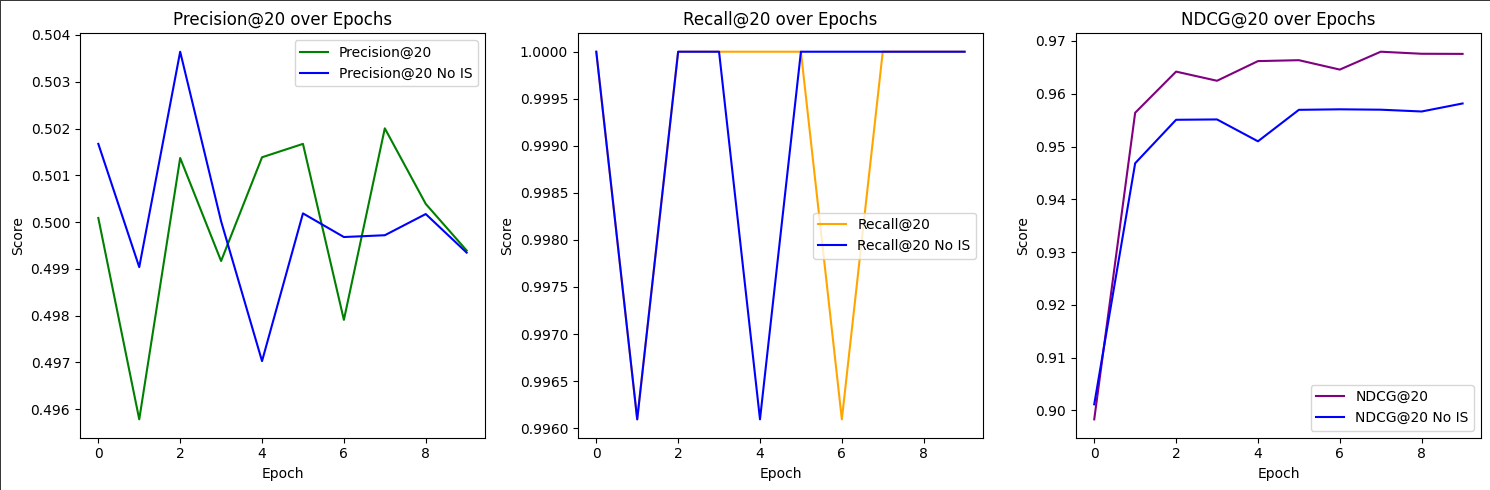 Precision@20 over Epochs
0.504
0.503
0.502
0.501
0.500
0.499
0.498
0.497
0.496
Score
0
2
4
6
8
Epoch
Precision@20
Precision@20 No IS
Recall@20 over Epochs
1.0000
0.9995
0.9990
0.9985
0.9980
0.9975
0.9970
0.9965
0.9960
Score
0
2
4
6
8
Epoch
Recall@20
Recall@20 No IS
NDCG@20 over Epochs
0.97
0.96
0.95
0.94
0.93
0.92
0.91
0.90
Score
0
2
4
6
8
Epoch
NDCG@20
NDCG@20 No IS